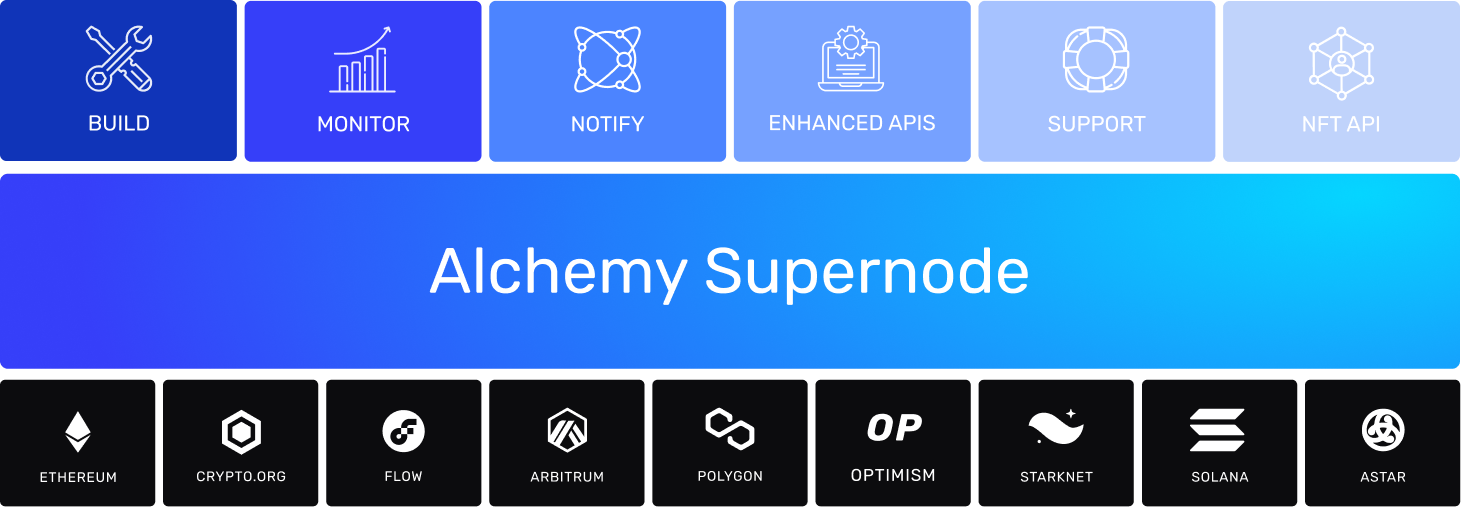 BUILD
MONITOR
NOTIFY
ENHANCED APIS
SUPPORT
NFT API
Alchemy Supernode
OP
ETHEREUM
CRYPTO.ORG
FLOW
ARBITRUM
POLYGON
OPTIMISM
STARKNET
SOLANA
ASTAR